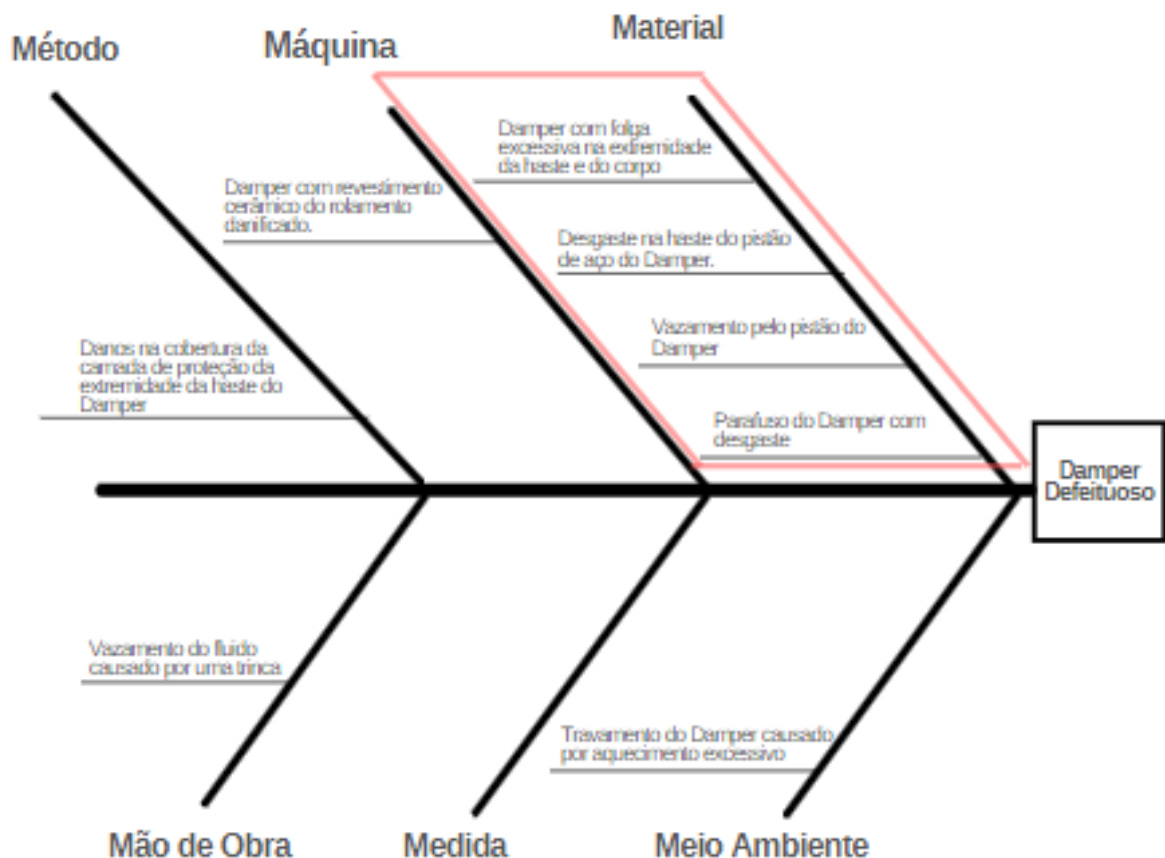 Método
Máquina
Material
Damper com folga
excessiva na extremidade
da haste e do corpo
Damper com revestimento
cerâmico do rolamento
danificado.
Desgaste na haste do pistão
de aço do Damper.
Vazamento pelo pistão do
Damper
Danos na cobertura da
camada de proteção da
extremidade da haste do
Damper
Parafuso do Damper com
desgaste
Damper
Defeituoso
Vazamento do fluido
causado por uma trinca
Travamento do Damper causado
por aquecimento excessivo
Mão de Obra
Medida
Meio Ambiente